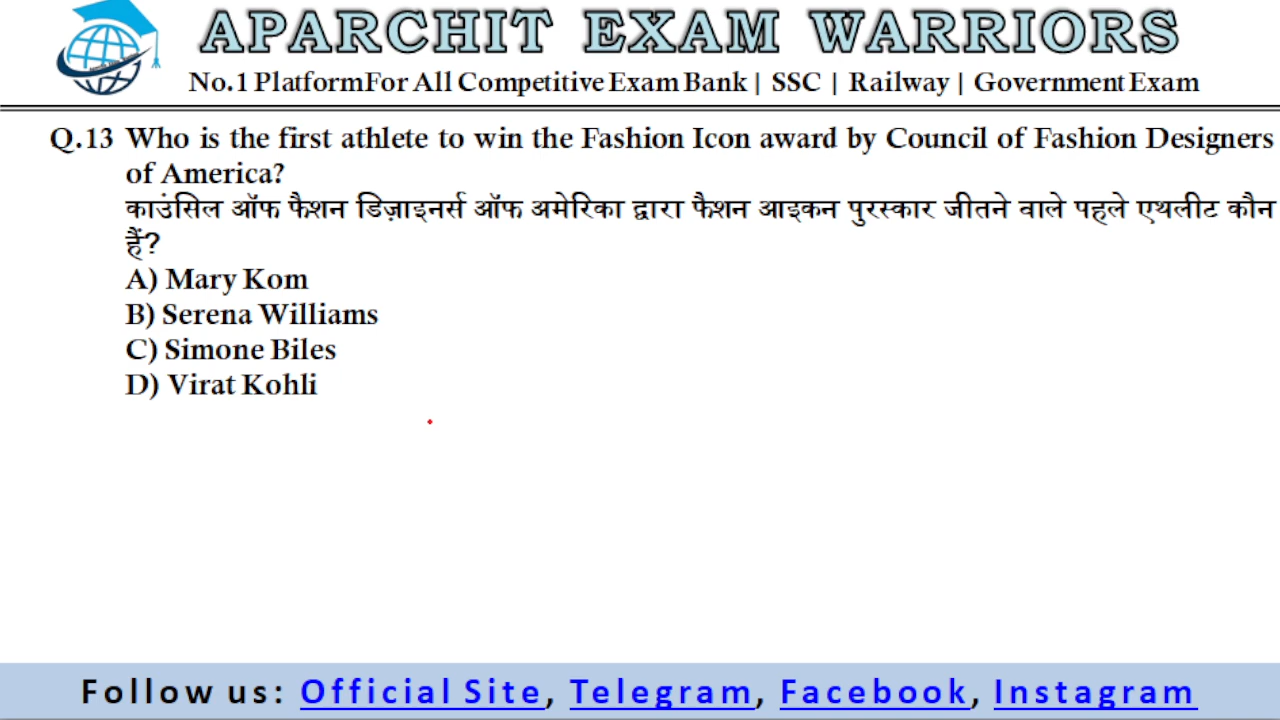 APARCHIT EXAM WARRIORS
No.1 PlatformFor All Competitive Exam Bank | SSC | Railway | Government Exam
Q.13 Who is the first athlete to win the Fashion Icon award by Council of Fashion Designers
of America?
काउंसिल ऑफ फैशन डिज़ाइनर्स ऑफ अमेरिका द्वारा फैशन आइकन पुरस्कार जीतने वाले पहले एथलीट कौन
हैं?
A) Mary Kom
B) Serena Williams
C) Simone Biles
D) Virat Kohli
Follow us: Official Site, Telegram, Facebook, Instagram